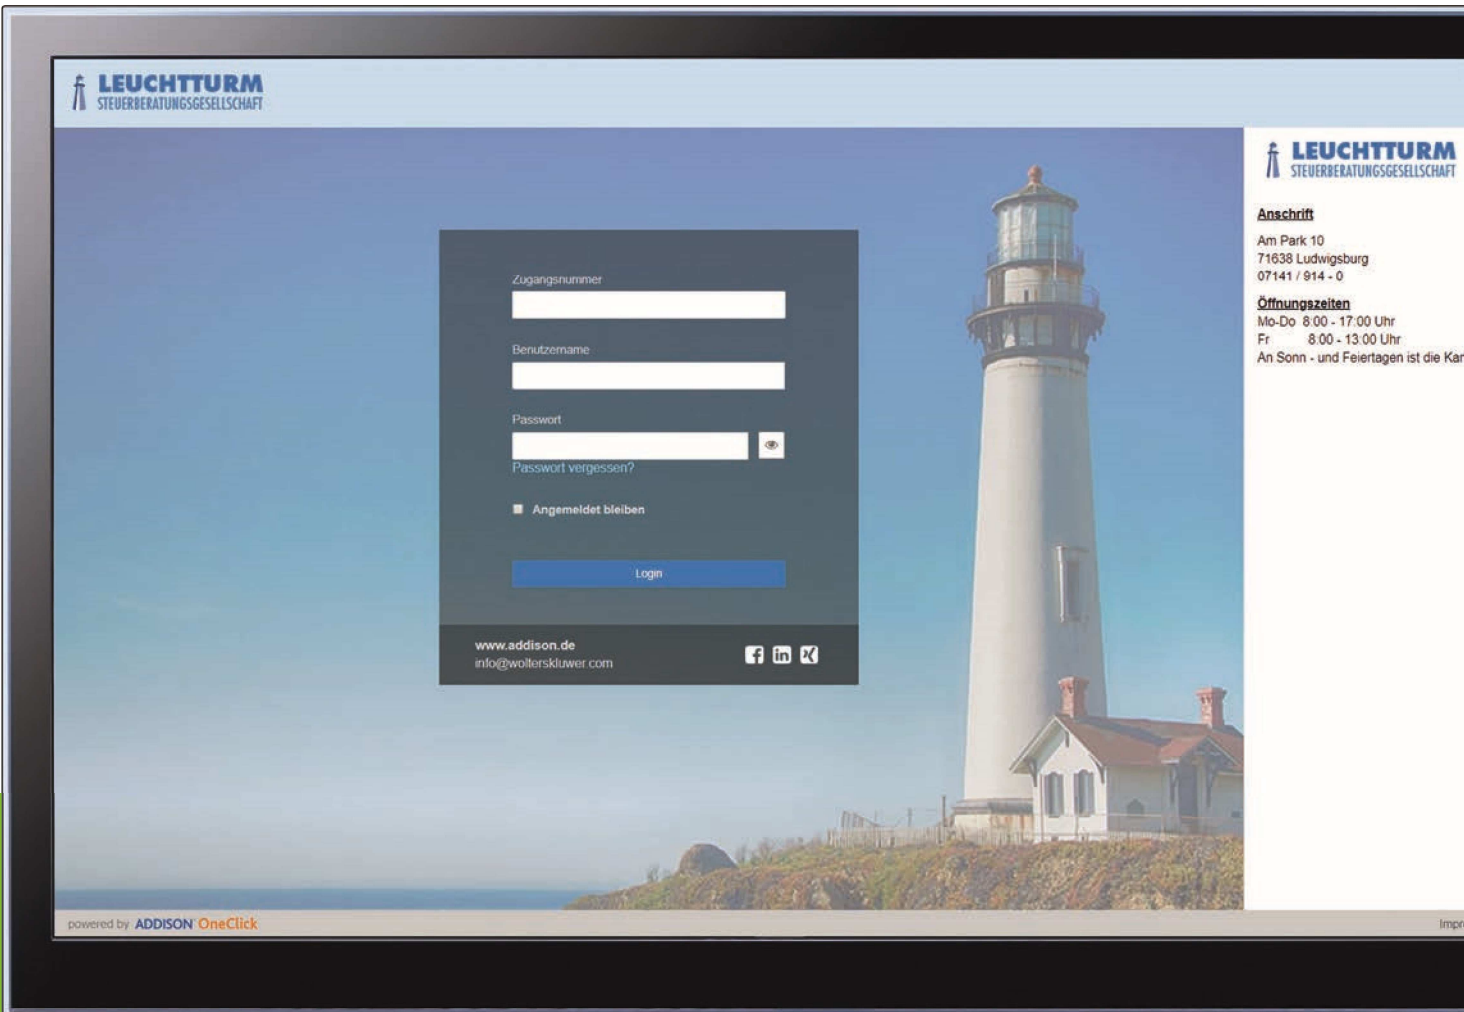 LEUCHTTURM
STEUERBERATUNGSGESELLSCHAFT
Zugangsnummer
Benutzername
Passwort
Passwort vergessen?
Angemeldet bleiben
Login
www.addison.de
info@wolterskluwer.com
LEUCHTTURM
STEUERBERATUNGSGESELLSCHAFT
Anschrift
Am Park 10
71638 Ludwigsburg
07141 / 914 - 0
Öffnungszeiten
Mo-Do 8:00 - 17:00 Uhr
Fr 8:00 - 13:00 Uhr
An Sonn - und Feiertagen ist die
powered by ADDISON OneClick